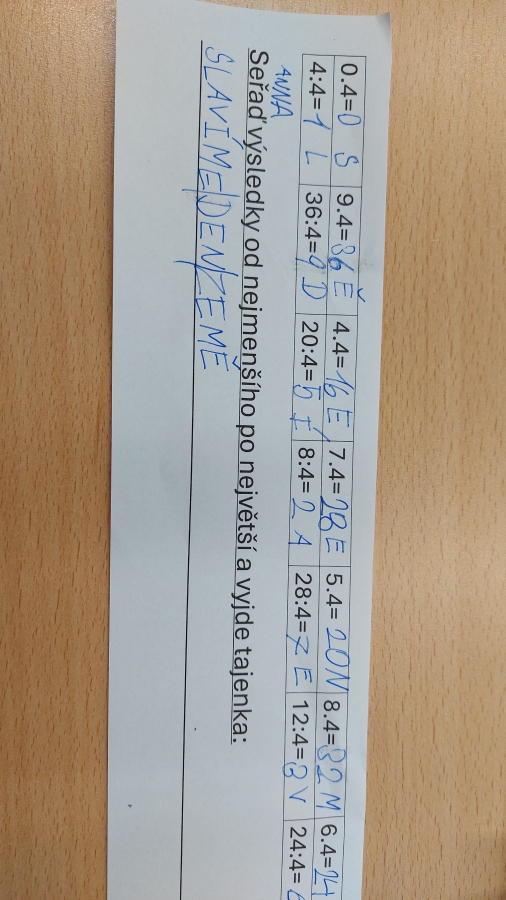 0.4=0 S 9.4=36 Ě 4.4=16 E 7.4=28 E 5.4=20 N 8.4=32 M 6.4=24
4:4=1 L 36:4=9 D 20:4=5 Í 8:4=2 A 28:4=7 E 12:4=3 V 24:4=6
ANNA
Seřaď výsledky od nejmenšího po největší a vyjde tajenka:
SLAVÍME/DEN/ZEMĚ